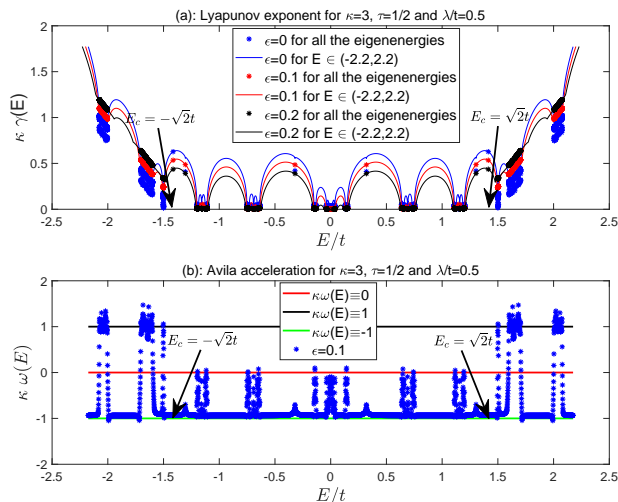 (a): Lyapunov exponent for κ=3, τ=1/2 and λ/t=0.5
κ γ(E)
2
1.5
1
0.5
0
ϵ=0 for all the eigenenergies
ϵ=0 for E ∈ (-2.2,2.2)
ϵ=0.1 for all the eigenenergies
ϵ=0.1 for E ∈ (-2.2,2.2)
ϵ=0.2 for all the eigenenergies
ϵ=0.2 for E ∈ (-2.2,2.2)
E_c = −√2t
E_c = √2t
-2.5 -2 -1.5 -1 -0.5 0 0.5 1 1.5 2 2.5
E/t
(b): Avila acceleration for κ=3, τ=1/2 and λ/t=0.5
κ ω(E)
2
1
0
-1
-2
κω(E)≡0
κω(E)≡1
κω(E)≡-1
ϵ=0.1
E_c = −√2t
E_c = √2t
-2.5 -2 -1.5 -1 -0.5 0 0.5 1 1.5 2 2.5
E/t